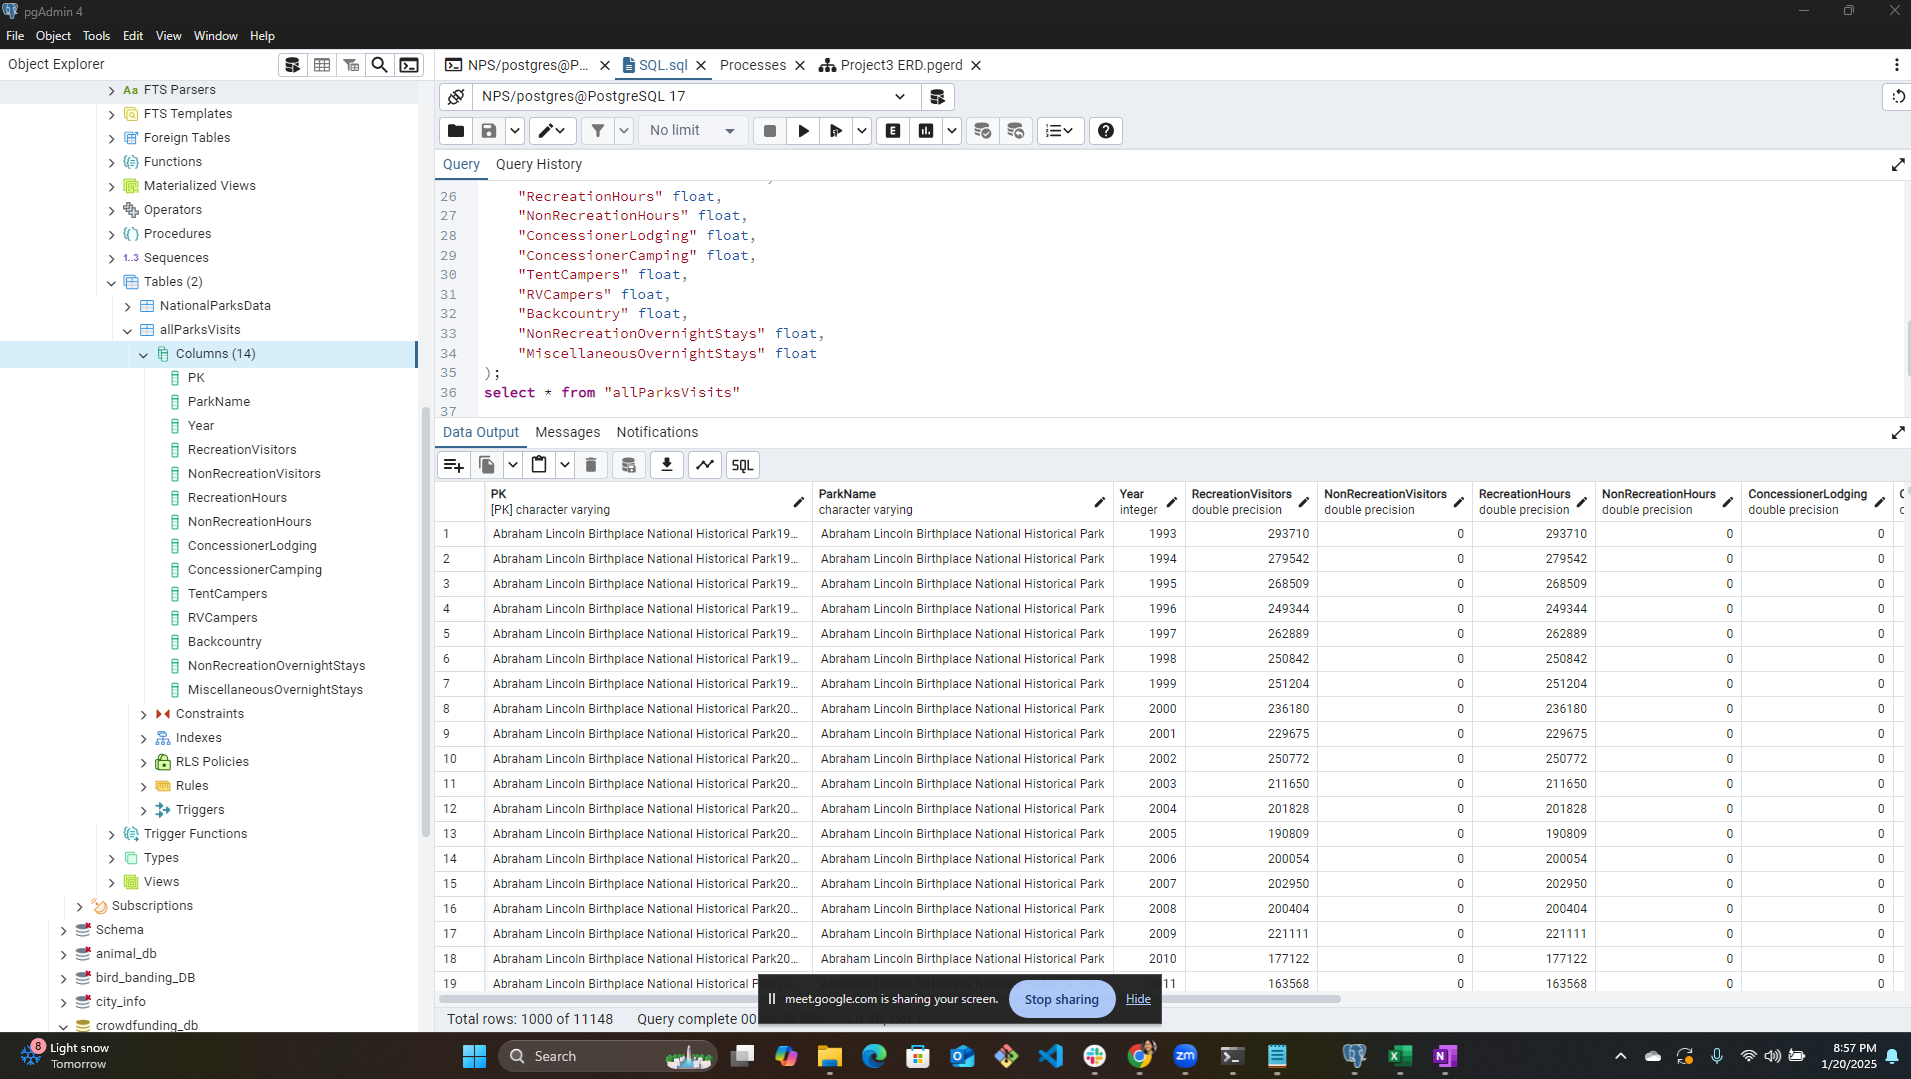 pgAdmin 4
File Object Tools Edit View Window Help
Object Explorer
NPS/postgres@P... SQL.sql Processes Project3 ERD.pgerd
FTS Parsers
FTS Templates
Foreign Tables
Functions
Materialized Views
Operators
Procedures
1..3 Sequences
Tables (2)
NationalParksData
allParksVisits
Columns (14)
PK
ParkName
Year
RecreationVisitors
NonRecreationVisitors
RecreationHours
NonRecreationHours
ConcessionerLodging
ConcessionerCamping
TentCampers
RVCampers
Backcountry
NonRecreationOvernightStays
MiscellaneousOvernightStays
Constraints
Indexes
RLS Policies
Rules
Triggers
Trigger Functions
Types
Views
Subscriptions
Schema
animal_db
bird_banding_DB
city_info
crowdfunding_db
NPS/postgres@PostgreSQL 17
No limit
Query Query History
26 "RecreationHours" float,
27 "NonRecreationHours" float,
28 "ConcessionerLodging" float,
29 "ConcessionerCamping" float,
30 "TentCampers" float,
31 "RVCampers" float,
32 "Backcountry" float,
33 "NonRecreationOvernightStays" float,
34 "MiscellaneousOvernightStays" float
35 );
36 select * from "allParksVisits"
37
Data Output Messages Notifications
SQL
PK ParkName Year RecreationVisitors NonRecreationVisitors RecreationHours NonRecreationHours ConcessionerLodging
[PK] character varying character varying integer double precision double precision double precision double precision double precision
1 Abraham Lincoln Birthplace National Historical Park19... Abraham Lincoln Birthplace National Historical Park 1993 293710 0 293710 0 0
2 Abraham Lincoln Birthplace National Historical Park19... Abraham Lincoln Birthplace National Historical Park 1994 279542 0 279542 0 0
3 Abraham Lincoln Birthplace National Historical Park19... Abraham Lincoln Birthplace National Historical Park 1995 268509 0 268509 0 0
4 Abraham Lincoln Birthplace National Historical Park19... Abraham Lincoln Birthplace National Historical Park 1996 249344 0 249344 0 0
5 Abraham Lincoln Birthplace National Historical Park19... Abraham Lincoln Birthplace National Historical Park 1997 262889 0 262889 0 0
6 Abraham Lincoln Birthplace National Historical Park19... Abraham Lincoln Birthplace National Historical Park 1998 250842 0 250842 0 0
7 Abraham Lincoln Birthplace National Historical Park19... Abraham Lincoln Birthplace National Historical Park 1999 251204 0 251204 0 0
8 Abraham Lincoln Birthplace National Historical Park20... Abraham Lincoln Birthplace National Historical Park 2000 236180 0 236180 0 0
9 Abraham Lincoln Birthplace National Historical Park20... Abraham Lincoln Birthplace National Historical Park 2001 229675 0 229675 0 0
10 Abraham Lincoln Birthplace National Historical Park20... Abraham Lincoln Birthplace National Historical Park 2002 250772 0 250772 0 0
11 Abraham Lincoln Birthplace National Historical Park20... Abraham Lincoln Birthplace National Historical Park 2003 211650 0 211650 0 0
12 Abraham Lincoln Birthplace National Historical Park20... Abraham Lincoln Birthplace National Historical Park 2004 201828 0 201828 0 0
13 Abraham Lincoln Birthplace National Historical Park20... Abraham Lincoln Birthplace National Historical Park 2005 190809 0 190809 0 0
14 Abraham Lincoln Birthplace National Historical Park20... Abraham Lincoln Birthplace National Historical Park 2006 200054 0 200054 0 0
15 Abraham Lincoln Birthplace National Historical Park20... Abraham Lincoln Birthplace National Historical Park 2007 202950 0 202950 0 0
16 Abraham Lincoln Birthplace National Historical Park20... Abraham Lincoln Birthplace National Historical Park 2008 200404 0 200404 0 0
17 Abraham Lincoln Birthplace National Historical Park20... Abraham Lincoln Birthplace National Historical Park 2009 221111 0 221111 0 0
18 Abraham Lincoln Birthplace National Historical Park20... Abraham Lincoln Birthplace National Historical Park 2010 177122 0 177122 0 0
19 Abraham Lincoln Birthplace National Historical 11 163568 0 163568 0 0
meet.google.com is sharing your screen. Stop sharing Hide
Total rows: 1000 of 11148 Query complete
8 Light snow
Tomorrow
Search
zm
8:57 PM
1/20/2025